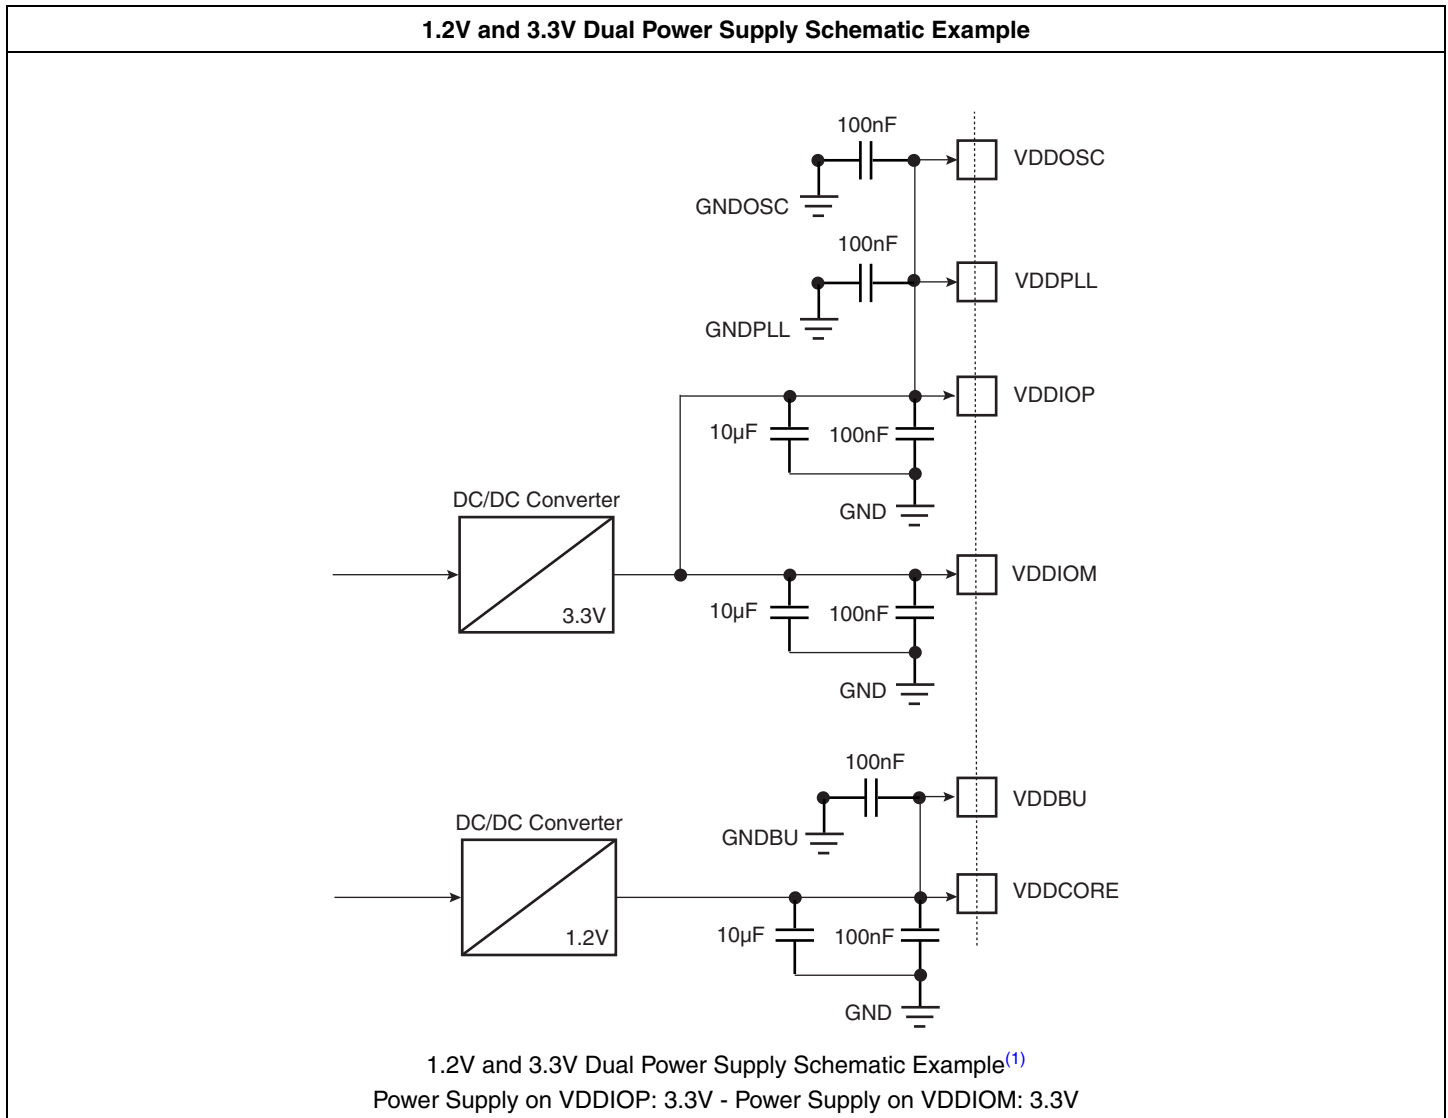 1.2V and 3.3V Dual Power Supply Schematic Example
100nF
VDDOSC
GNDOSC
100nF
VDDPLL
GNDPLL
VDDIOP
10µF 100nF
DC/DC Converter
GND
VDDIOM
3.3V
10µF 100nF
GND
100nF
VDDBU
DC/DC Converter
GNDBU
VDDCORE
1.2V
10µF 100nF
GND
1.2V and 3.3V Dual Power Supply Schematic Example(1)
Power Supply on VDDIOP: 3.3V - Power Supply on VDDIOM: 3.3V